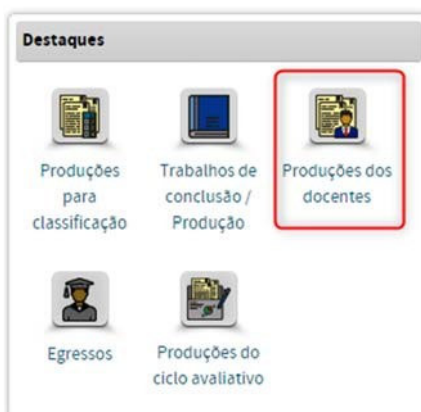 Destaques
Produções
para
classificação
Trabalhos de
conclusão /
Produção
Produções dos
docentes
Egressos
Produções do
ciclo avaliativo